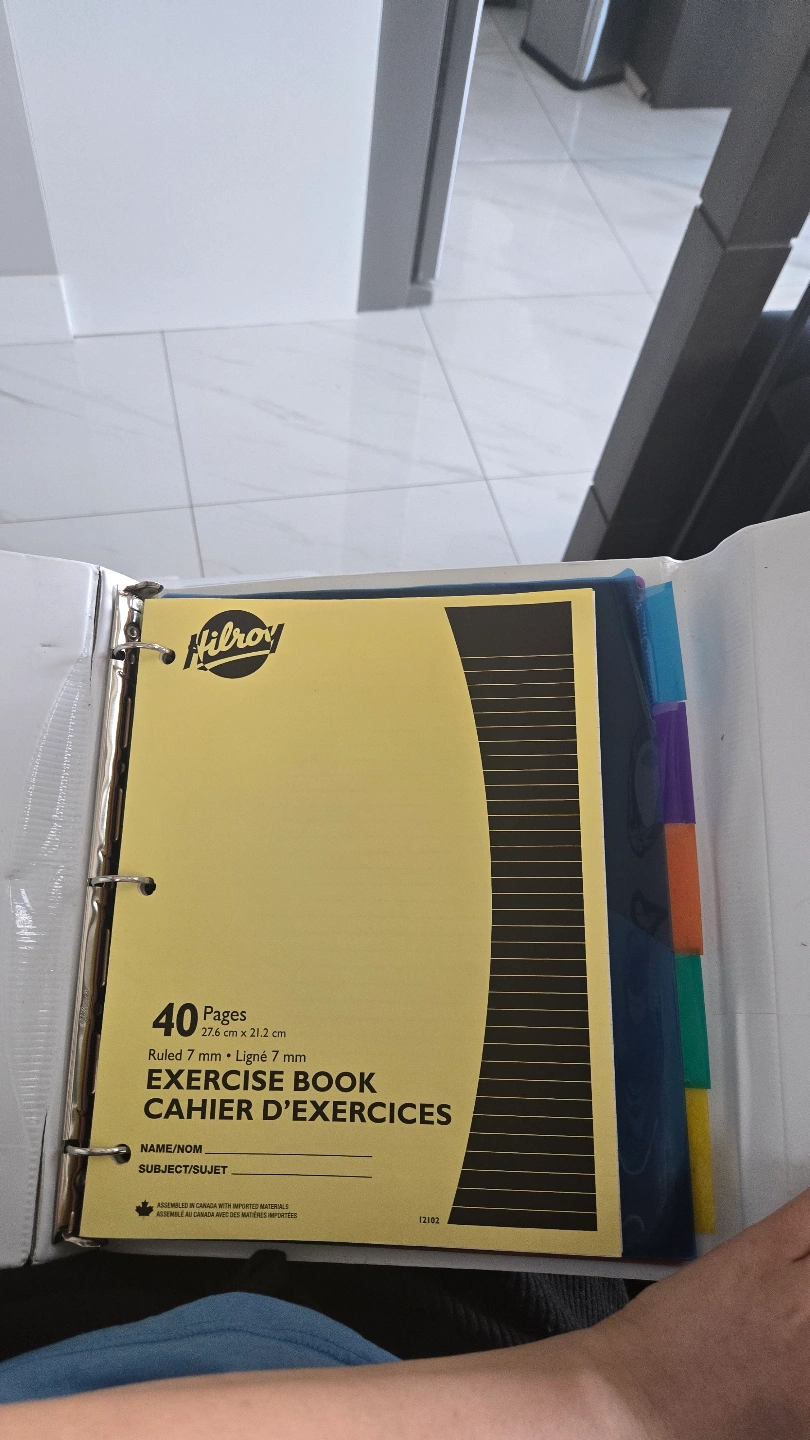 Hilroy
40 Pages
27.6 cm x 21.2 cm
Ruled 7 mm • Ligné 7 mm
EXERCISE BOOK
CAHIER D'EXERCICES
NAME/NOM
SUBJECT/SUJET
ASSEMBLED IN CANADA WITH IMPORTED MATERIALS
ASSEMBLÉ AU CANADA AVEC DES MATIÈRES IMPORTÉES
12102